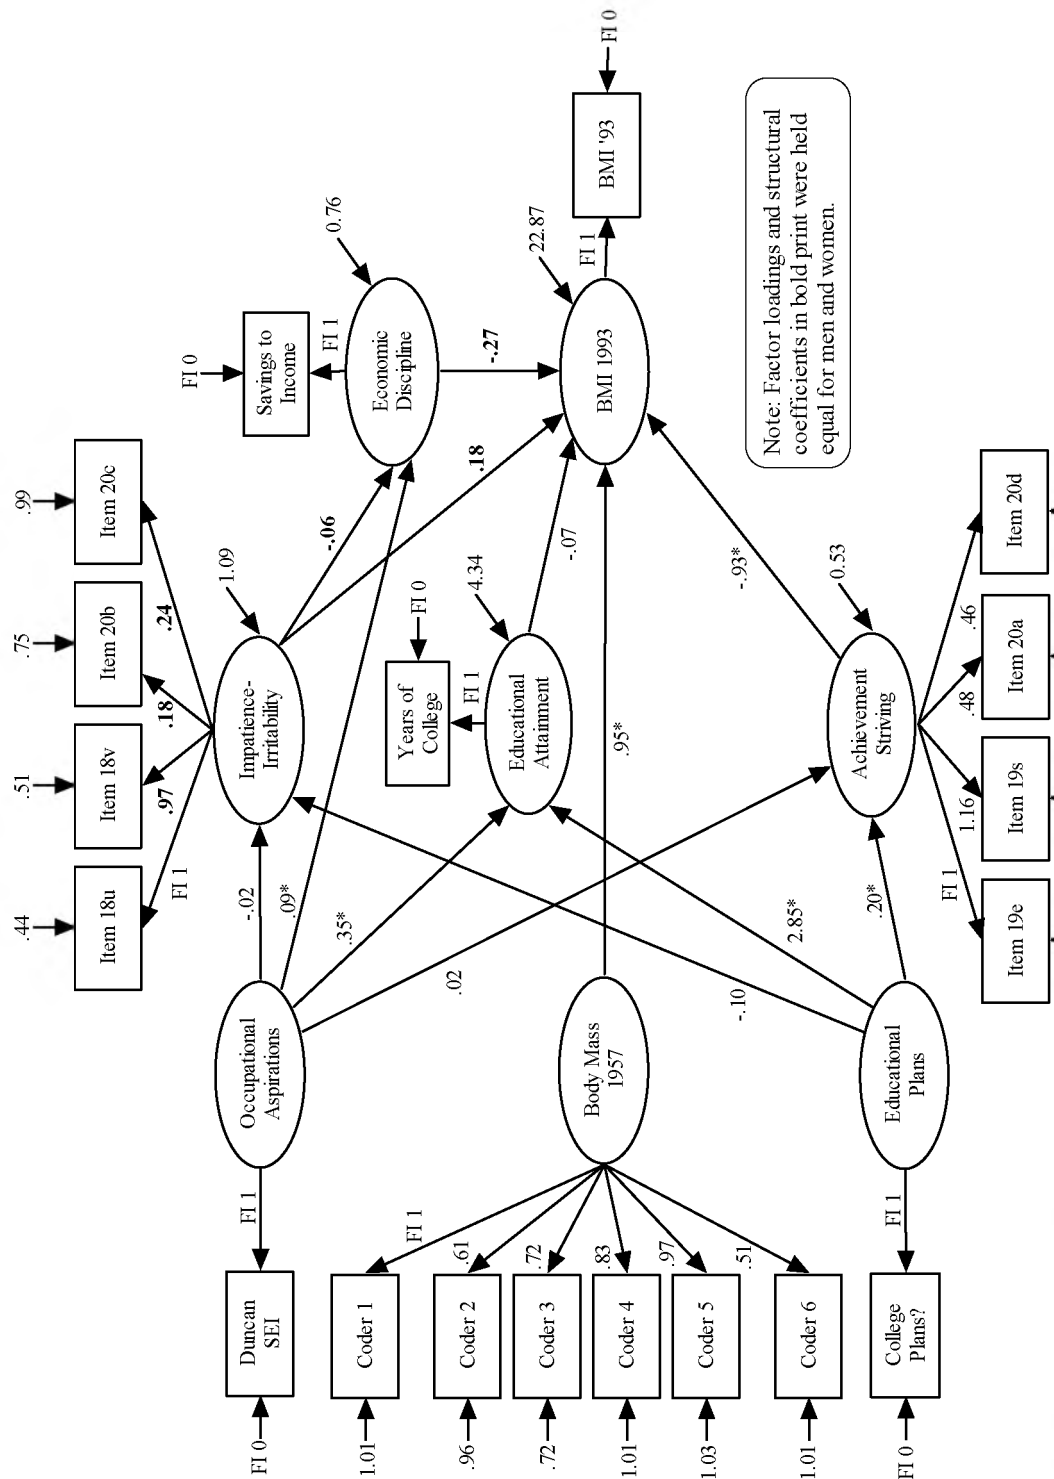 .44
.51
.75
.99
Item 18u
Item 18v
Item 20b
Item 20c
FI 1
.97
.18
.24
FI 0
Duncan
SEI
FI 1
Occupational
Aspirations
-.02
Impatience-
Irritability
1.09
FI 0
Savings to
Income
FI 1
-.06
.09*
.35*
.02
Economic
Discipline
0.76
.18
-.27
FI 0
Years of
College
FI 1
Educational
Attainment
4.34
-.07
1.01
Coder 1
FI 1
.96
Coder 2
.61
.72
Coder 3
.72
1.01
Coder 4
.83
1.03
Coder 5
.97
1.01
Coder 6
.51
Body Mass
1957
.95*
BMI 1993
22.87
FI 1
BMI '93
FI 0
-.10
2.85*
FI 0
College
Plans?
FI 1
Educational
Plans
.20*
Achievement
Striving
0.53
-.93*
FI 1
1.16
.48
.46
Item 19e
Item 19s
Item 20a
Item 20d
Note: Factor loadings and structural
coefficients in bold print were held
equal for men and women.